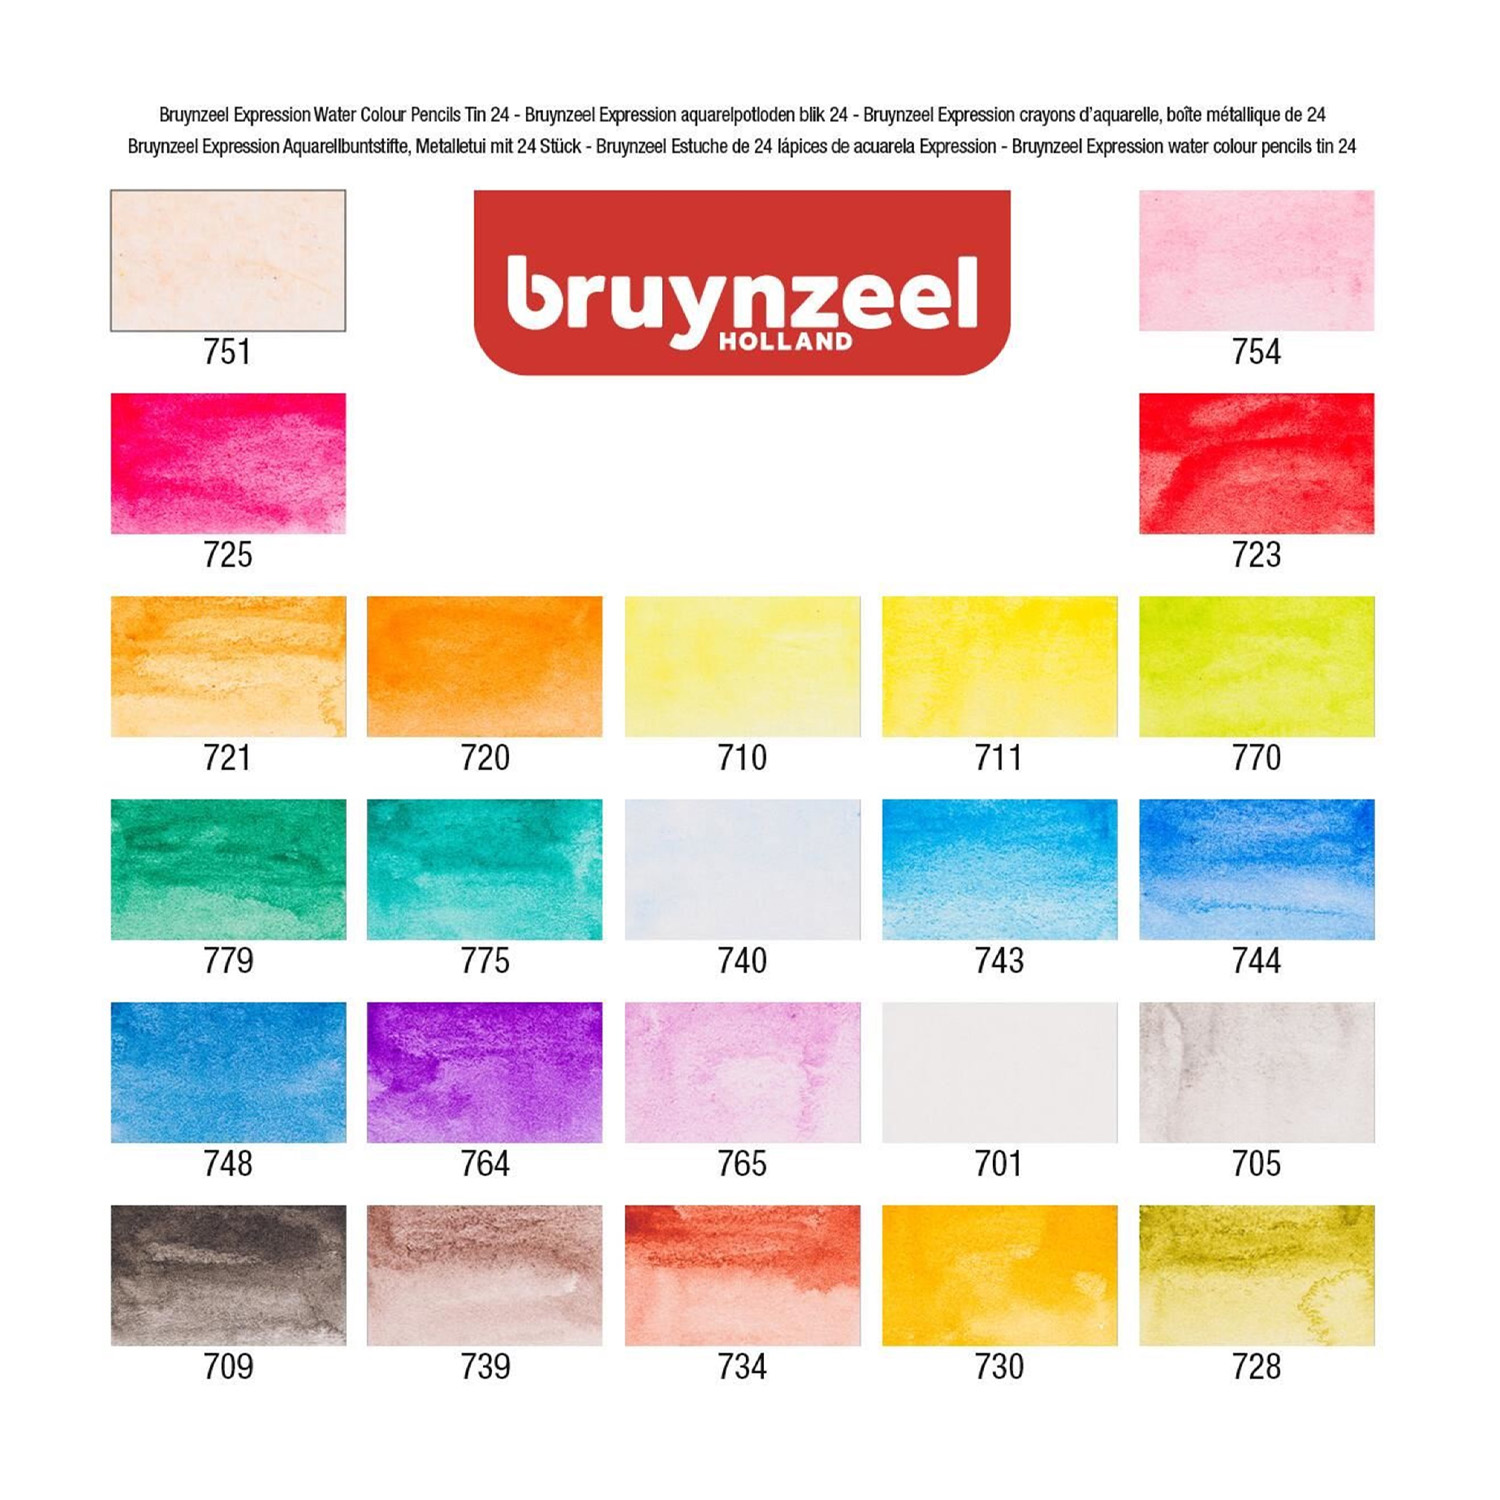 Bruynzeel Expression Water Colour Pencils Tin 24 - Bruynzeel Expression aquarelpotloden blik 24 - Bruynzeel Expression crayons d'aquarelle, boîte métallique de 24
Bruynzeel Expression Aquarellbuntstifte, Metalletui mit 24 Stück - Bruynzeel Estuche de 24 lápices de acuarela Expression - Bruynzeel Expression water colour pencils tin 24
bruynzeel
HOLLAND
751 754
725 723
721 720 710 711 770
779 775 740 743 744
748 764 765 701 705
709 739 734 730 728